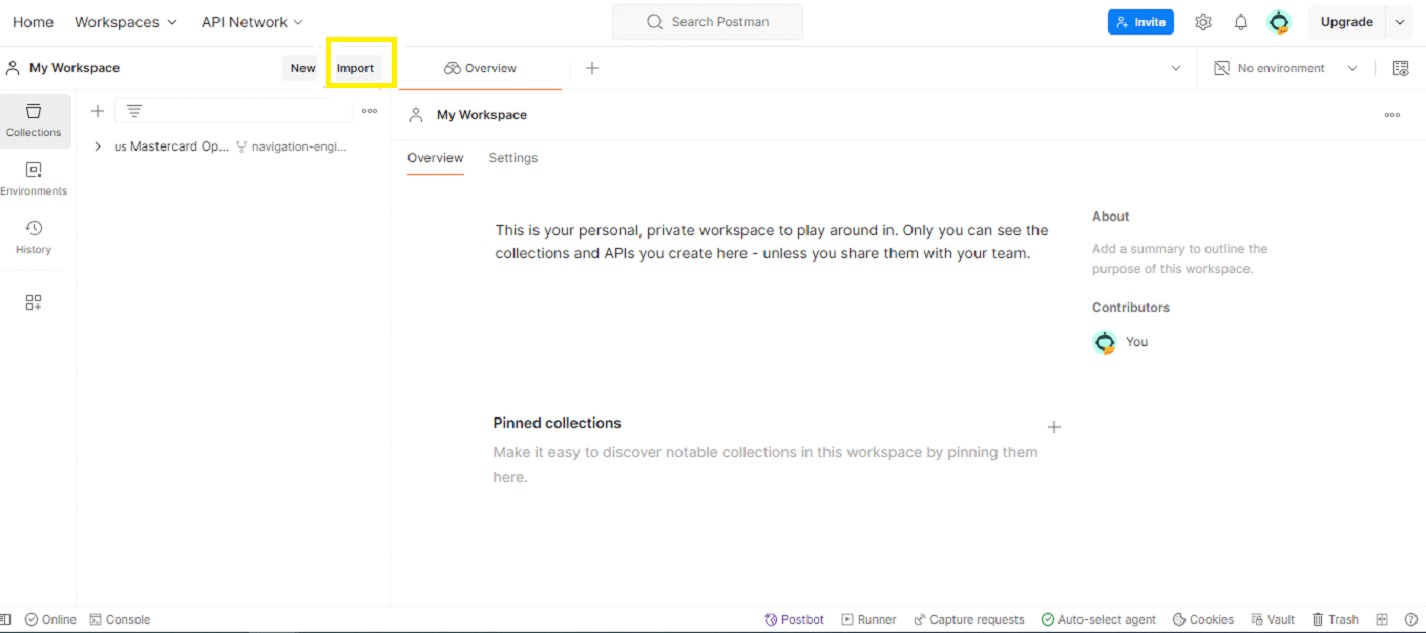 Home Workspaces API Network Search Postman Invite Upgrade
My Workspace New Import Overview No environment
Collections
us Mastercard Op... navigation-engi...
Environments
History
My Workspace
Overview Settings
This is your personal, private workspace to play around in. Only you can see the
collections and APIs you create here - unless you share them with your team.
Pinned collections
Make it easy to discover notable collections in this workspace by pinning them
here.
About
Add a summary to outline the
purpose of this workspace.
Contributors
You
Online Console Postbot Runner Capture requests Auto-select agent Cookies Vault Trash